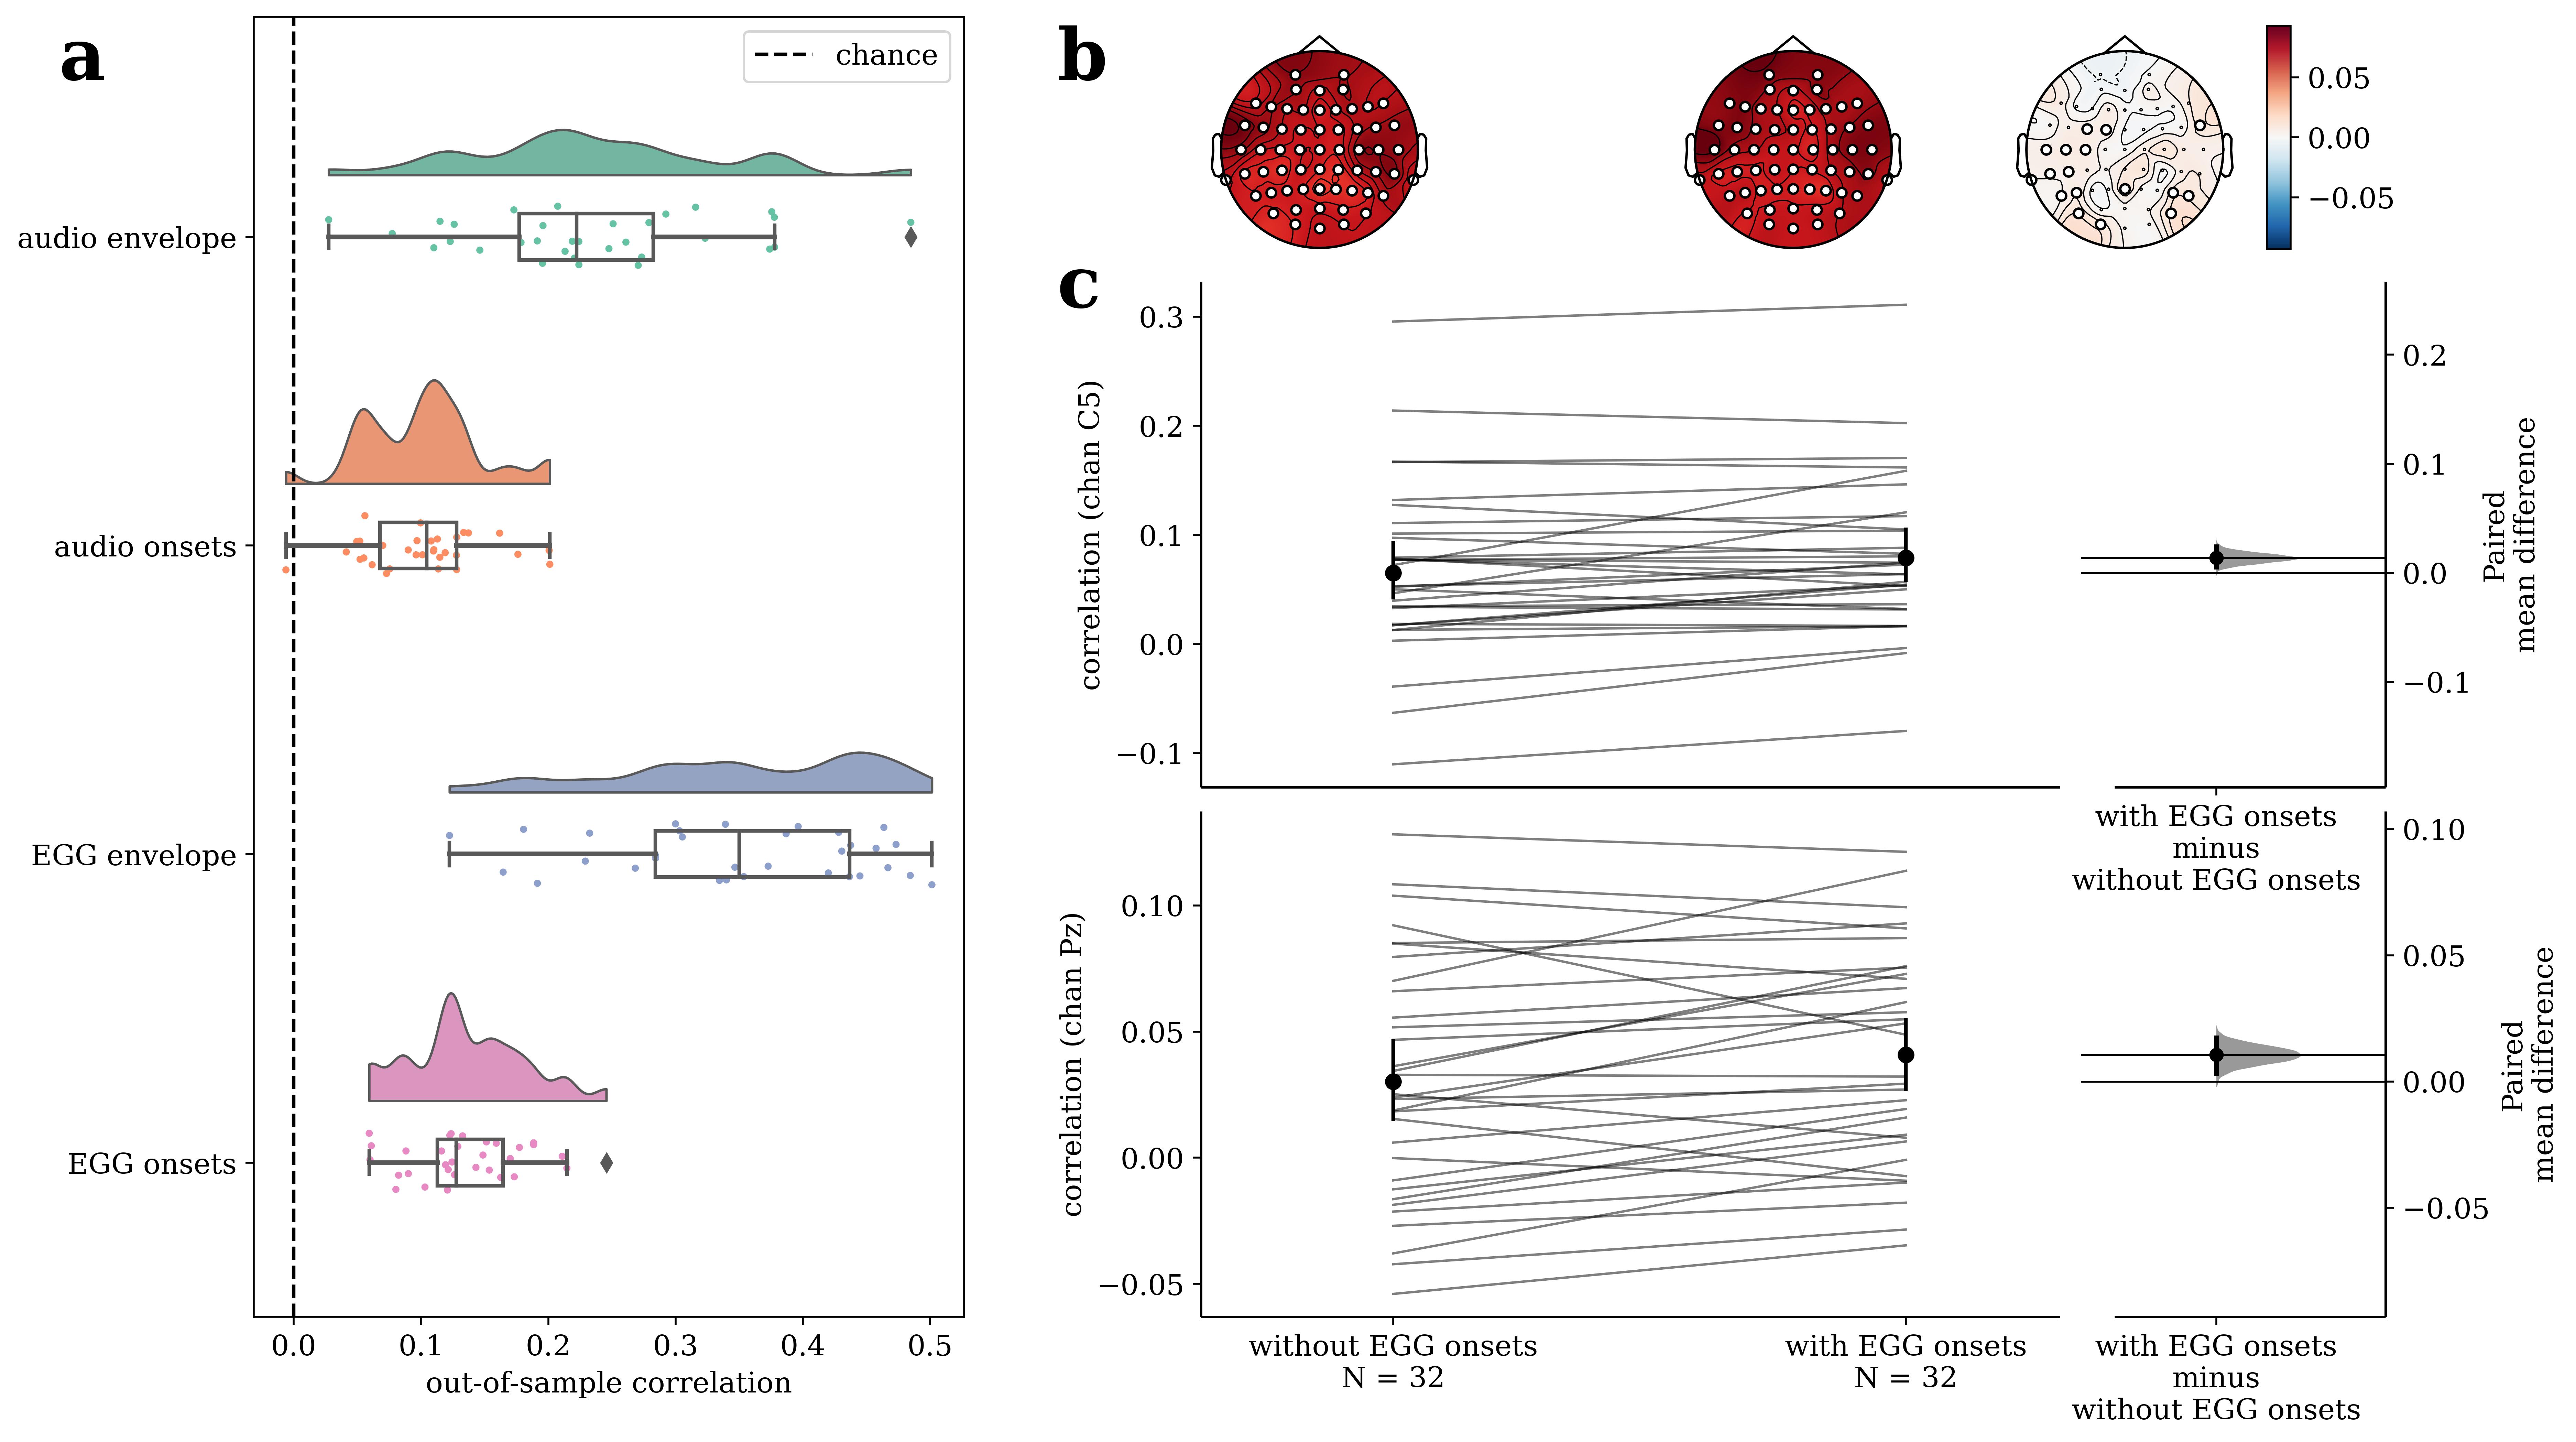 a
chance
audio envelope
audio onsets
EGG envelope
EGG onsets
0.0
0.1
0.2
0.3
0.4
0.5
out-of-sample correlation
b
0.05
0.00
−0.05
c
0.3
0.2
0.1
0.0
−0.1
correlation (chan C5)
0.2
0.1
0.0
−0.1
Paired
mean difference
with EGG onsets
minus
without EGG onsets
0.10
0.05
0.00
−0.05
correlation (chan Pz)
0.10
0.05
0.00
−0.05
Paired
mean difference
without EGG onsets
N = 32
with EGG onsets
N = 32
with EGG onsets
minus
without EGG onsets